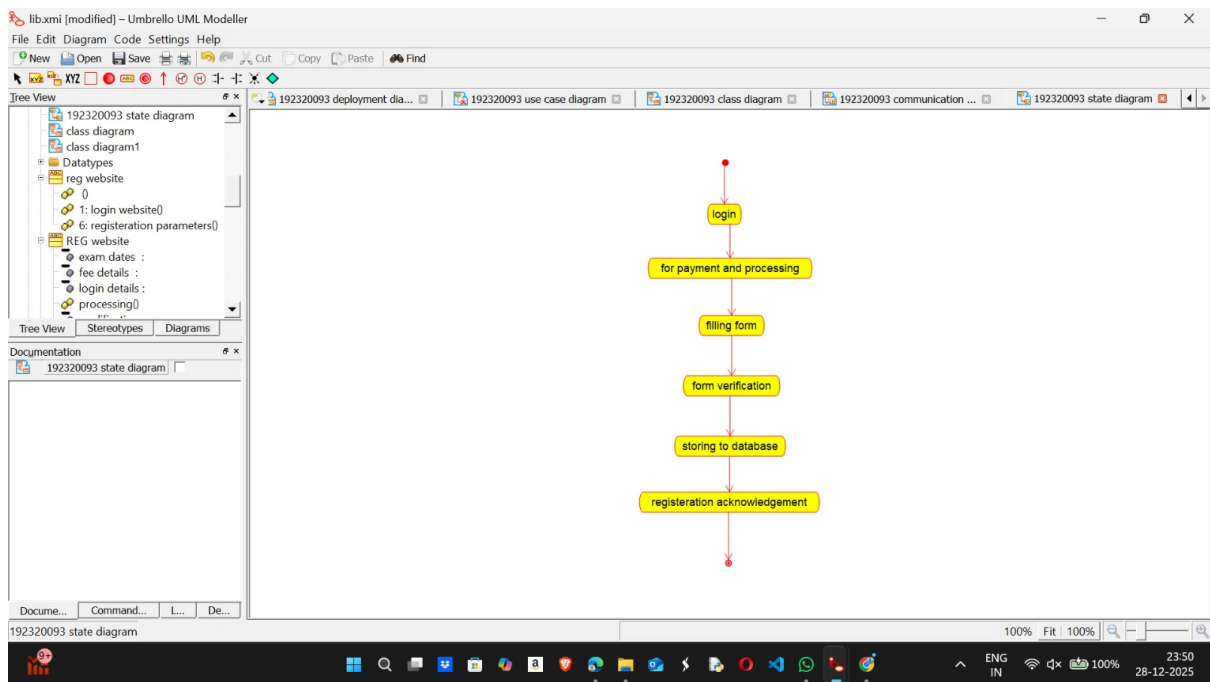 lib.xmi [modified] – Umbrello UML Modeller
File Edit Diagram Code Settings Help
New Open Save Cut Copy Paste Find
XYZ XYZ ABC H* H
Tree View
192320093 deployment dia... 192320093 use case diagram 192320093 class diagram 192320093 communication ... 192320093 state diagram
192320093 state diagram
class diagram
class diagram1
Datatypes
reg website
()
1: login website()
6: registeration parameters()
REG website
exam dates :
fee details :
login details :
processing()
Tree View Stereotypes Diagrams
Documentation
192320093 state diagram
login
for payment and processing
filling form
form verification
storing to database
registeration acknowledgement
Docume... Command... L... De...
192320093 state diagram
100% Fit 100%
9+
a
ENG
IN
100%
23:50
28-12-2025